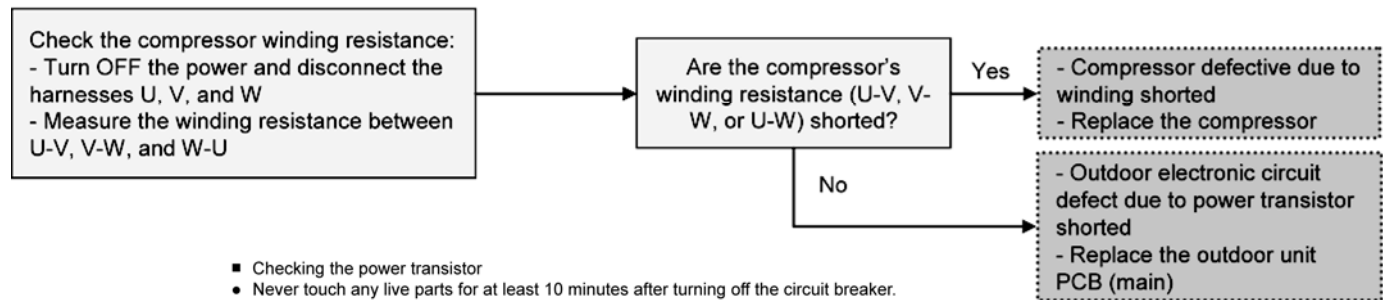 Check the compressor winding resistance:
- Turn OFF the power and disconnect the
harnesses U, V, and W
- Measure the winding resistance between
U-V, V-W, and W-U
Are the compressor's
winding resistance (U-V, V-
W, or U-W) shorted?
Yes
- Compressor defective due to
winding shorted
- Replace the compressor
No
- Outdoor electronic circuit
defect due to power transistor
shorted
- Replace the outdoor unit
PCB (main)
■ Checking the power transistor
● Never touch any live parts for at least 10 minutes after turning off the circuit breaker.